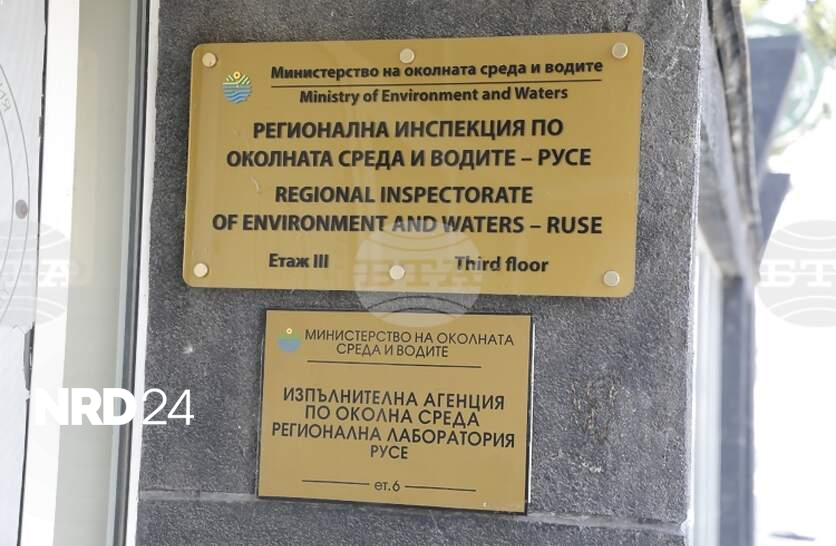 Министерство на околната среда и водите
Ministry of Environment and Waters
РЕГИОНАЛНА ИНСПЕКЦИЯ ПО
ОКОЛНАТА СРЕДА И ВОДИТЕ – РУСЕ
REGIONAL INSPECTORATE
OF ENVIRONMENT AND WATERS – RUSE
Етаж III Third floor
МИНИСТЕРСТВО НА ОКОЛНАТА
СРЕДА И ВОДИТЕ
ИЗПЪЛНИТЕЛНА АГЕНЦИЯ
ПО ОКОЛНА СРЕДА
РЕГИОНАЛНА ЛАБОРАТОРИЯ
РУСЕ
ет.6
NRD24
БТА